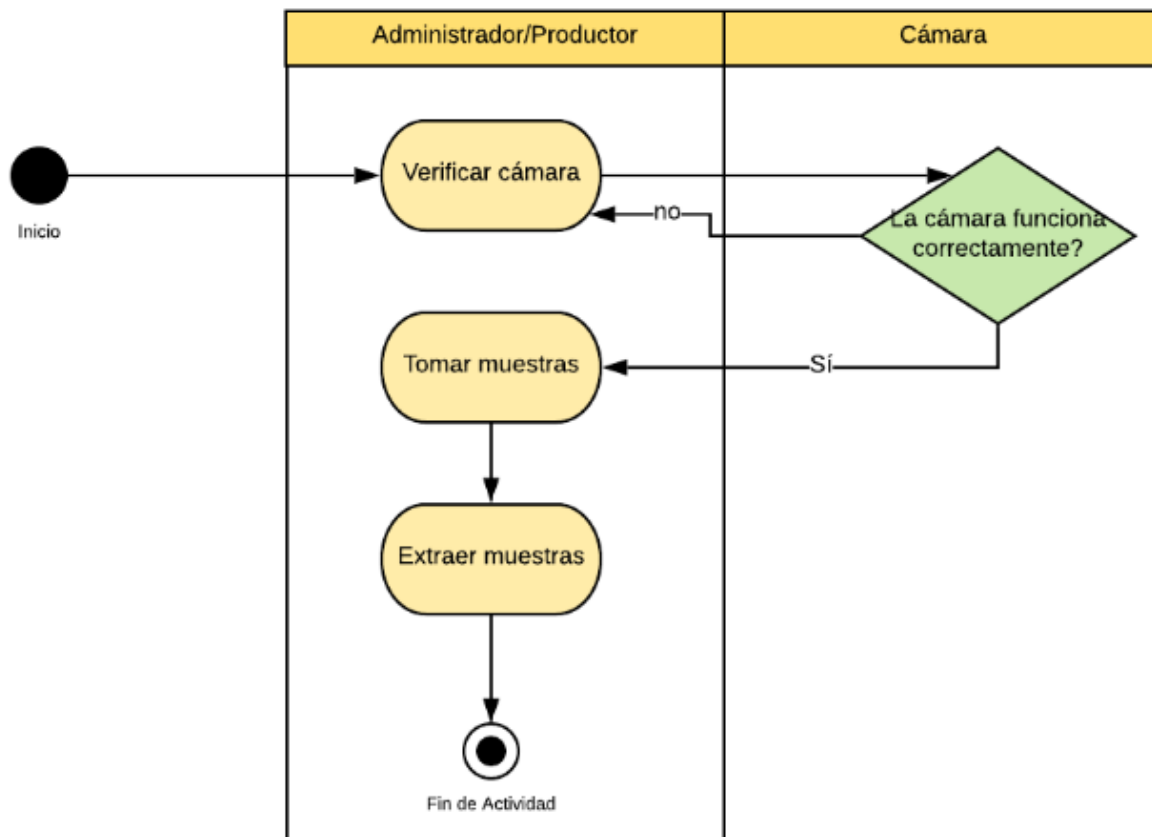 Administrador/Productor
Cámara
Verificar cámara
Inicio
no
La cámara funciona
correctamente?
Tomar muestras
Sí
Extraer muestras
Fin de Actividad